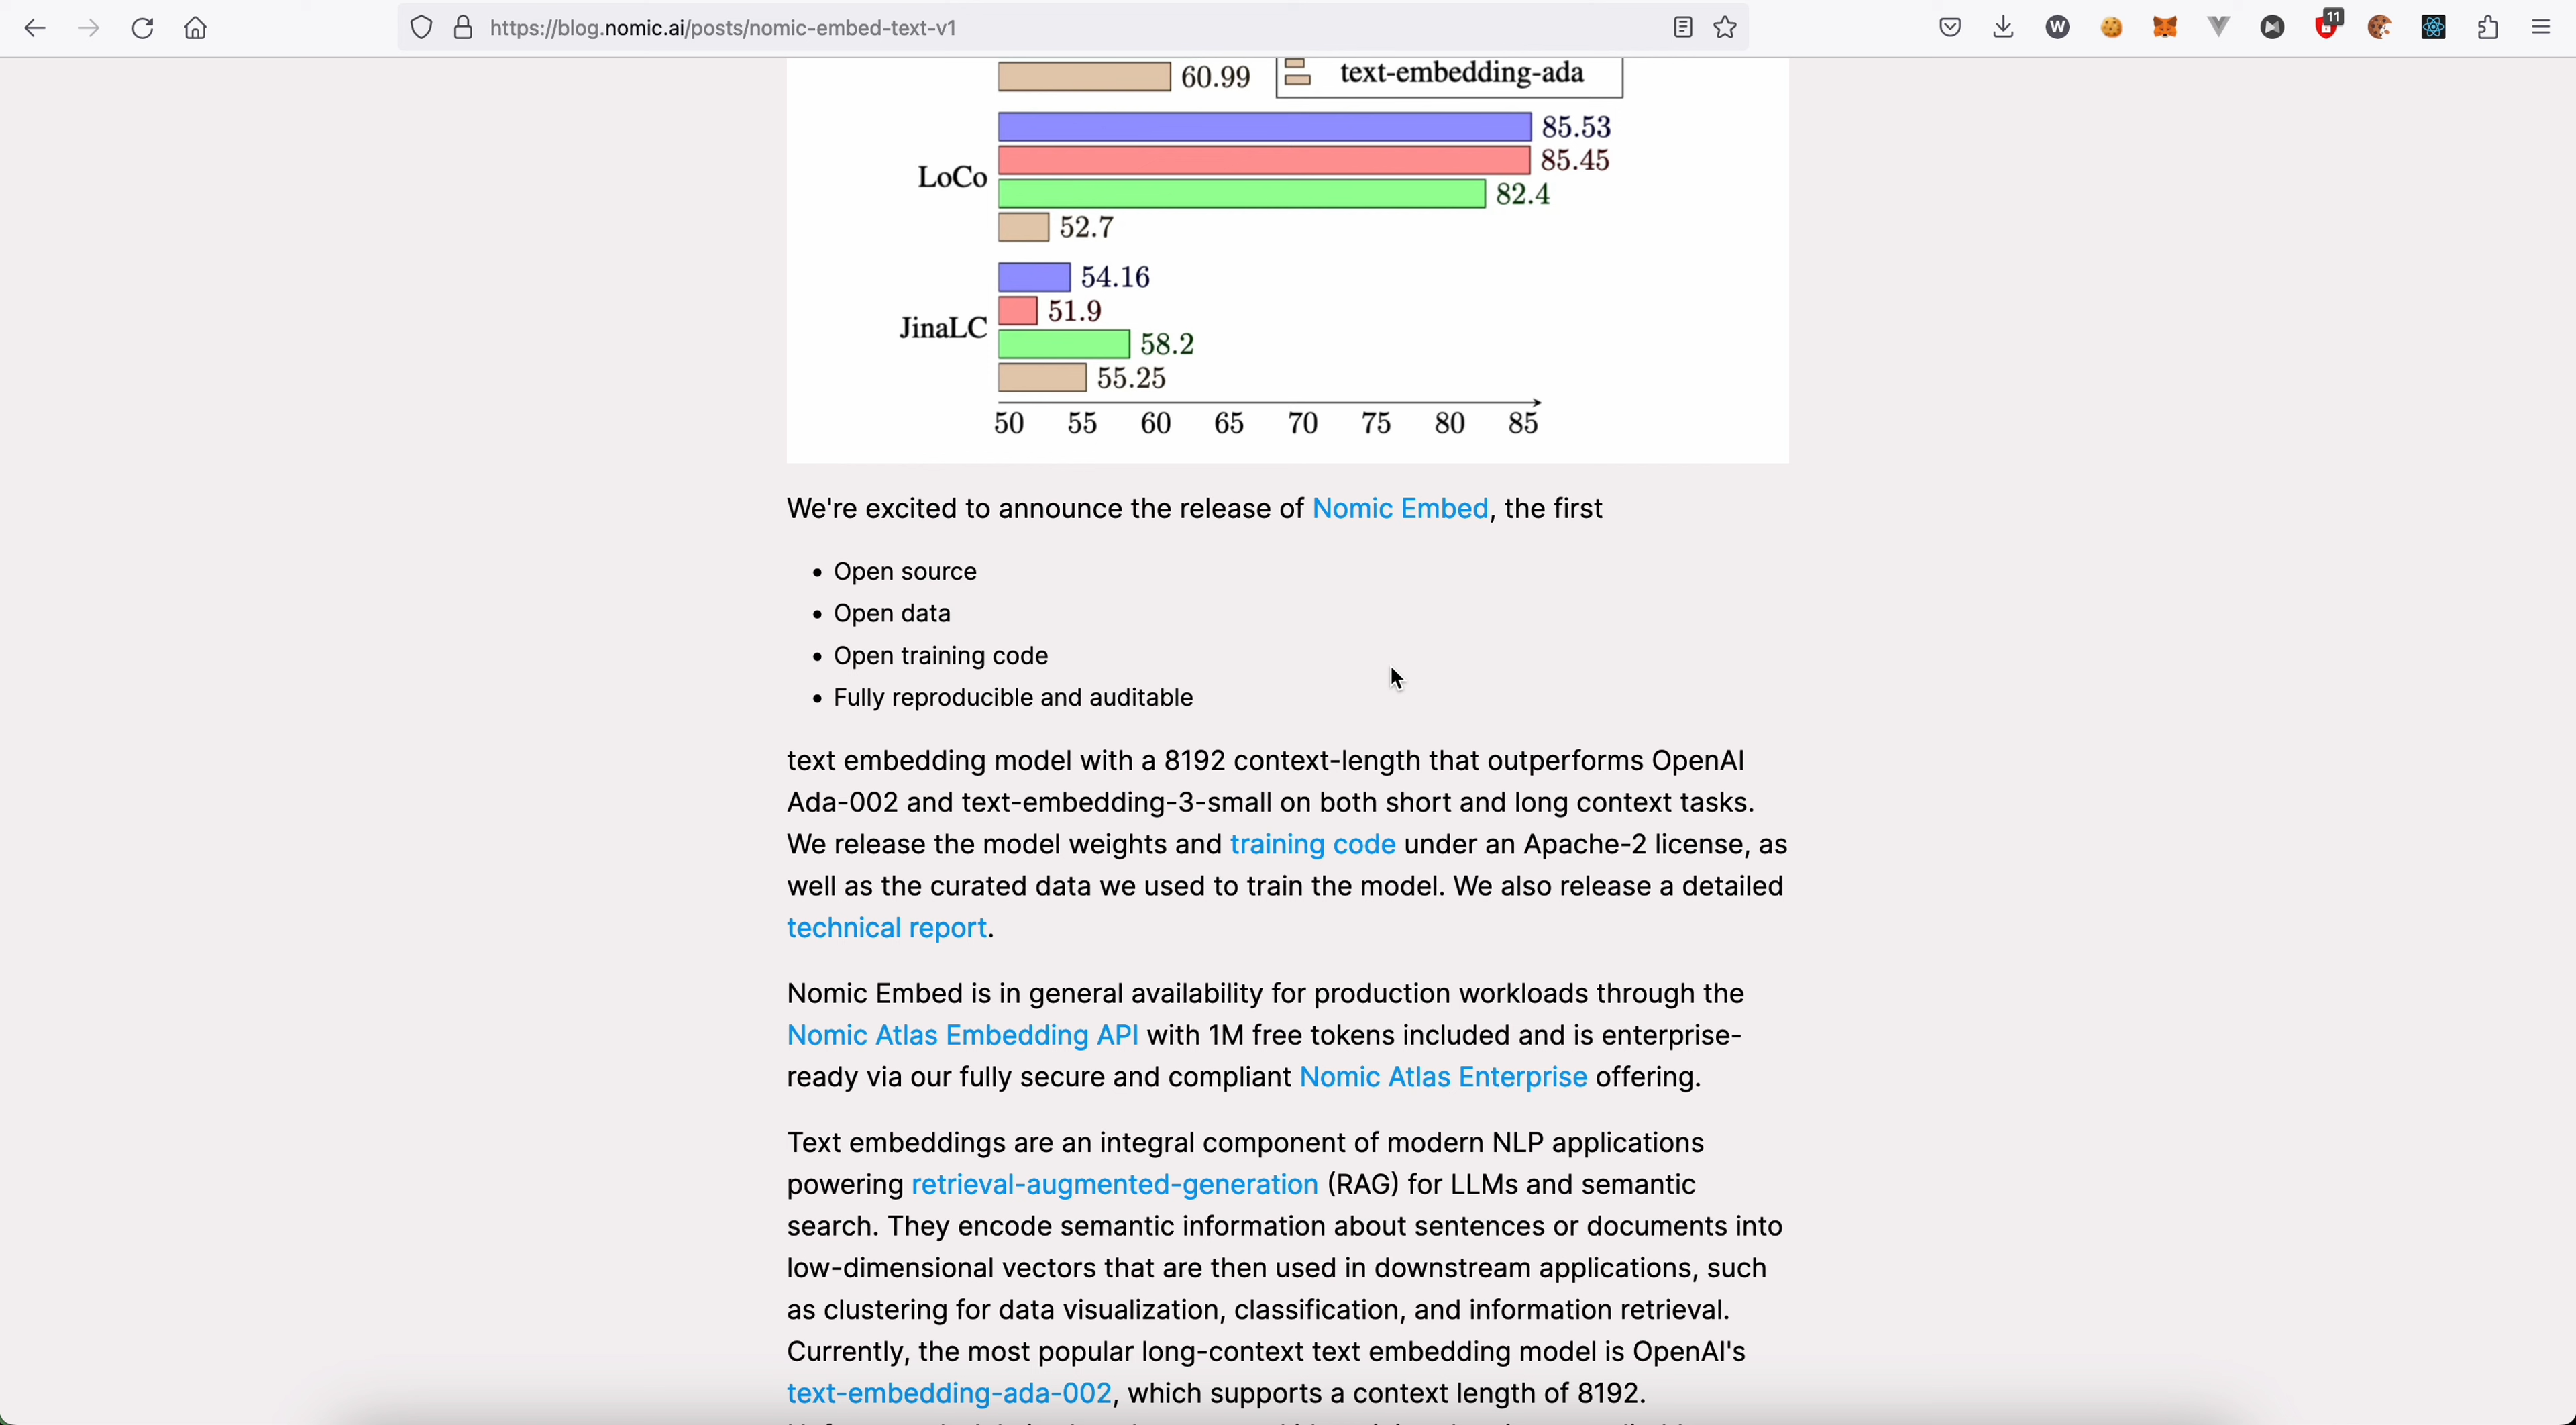 https://blog.nomic.ai/posts/nomic-embed-text-v1
W
11
60.99
text-embedding-ada
85.53
85.45
LoCo
82.4
52.7
54.16
51.9
JinaLC
58.2
55.25
50 55 60 65 70 75 80 85
We're excited to announce the release of Nomic Embed, the first
• Open source
• Open data
• Open training code
• Fully reproducible and auditable
text embedding model with a 8192 context-length that outperforms OpenAI
Ada-002 and text-embedding-3-small on both short and long context tasks.
We release the model weights and training code under an Apache-2 license, as
well as the curated data we used to train the model. We also release a detailed
technical report.
Nomic Embed is in general availability for production workloads through the
Nomic Atlas Embedding API with 1M free tokens included and is enterprise-
ready via our fully secure and compliant Nomic Atlas Enterprise offering.
Text embeddings are an integral component of modern NLP applications
powering retrieval-augmented-generation (RAG) for LLMs and semantic
search. They encode semantic information about sentences or documents into
low-dimensional vectors that are then used in downstream applications, such
as clustering for data visualization, classification, and information retrieval.
Currently, the most popular long-context text embedding model is OpenAI's
text-embedding-ada-002, which supports a context length of 8192.